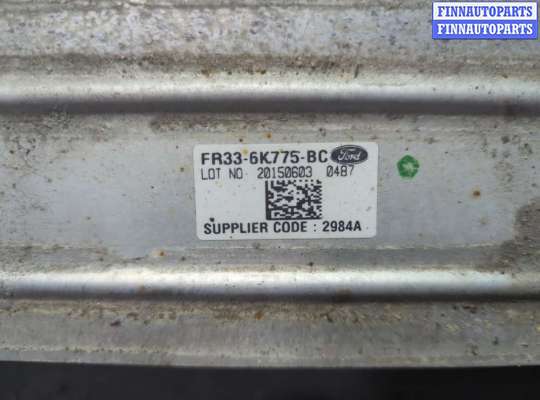 FINNAUTOPARTS
FINNAUTOPARTS
FR33-6K775-BC Ford
LOT NO 20150603 0487
SUPPLIER CODE : 2984A